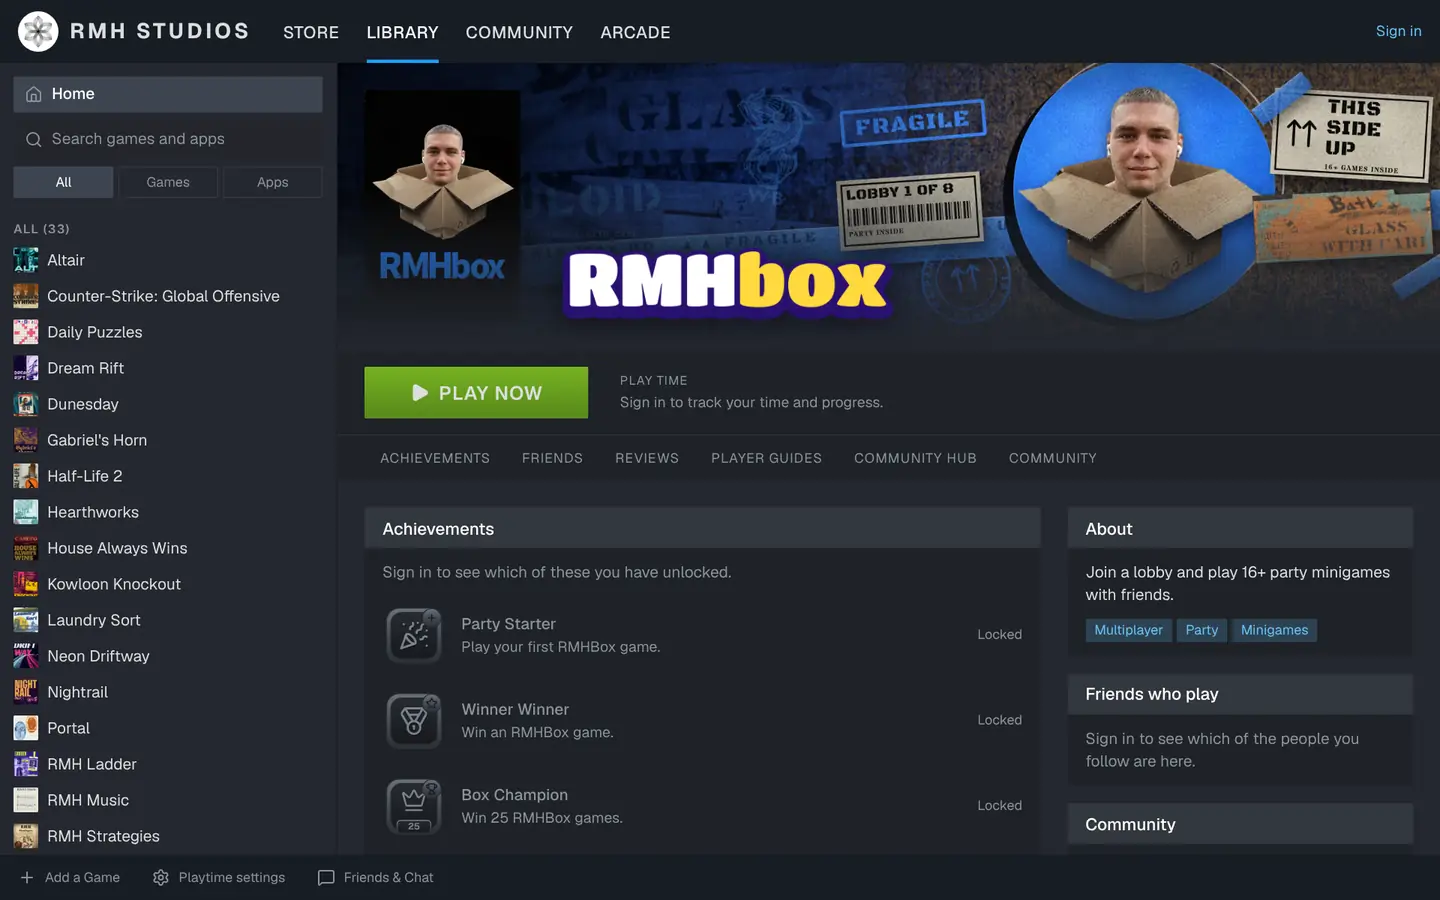 RMH STUDIOS
STORE
LIBRARY
COMMUNITY
ARCADE
Sign in
Home
Search games and apps
All
Games
Apps
ALL (33)
Altair
Counter-Strike: Global Offensive
Daily Puzzles
Dream Rift
Dunesday
Gabriel's Horn
Half-Life 2
Hearthworks
House Always Wins
Kowloon Knockout
Laundry Sort
Neon Driftway
Nightrail
Portal
RMH Ladder
RMH Music
RMH Strategies
RMHbox
GLASS
FRAGILE
LOBBY 1 OF 8
PARTY INSIDE
FRAGILE
THIS
SIDE
UP
16+ GAMES INSIDE
GLASS
RMHbox
PLAY NOW
PLAY TIME
Sign in to track your time and progress.
ACHIEVEMENTS
FRIENDS
REVIEWS
PLAYER GUIDES
COMMUNITY HUB
COMMUNITY
Achievements
Sign in to see which of these you have unlocked.
Party Starter
Play your first RMHBox game.
Locked
Winner Winner
Win an RMHBox game.
Locked
25
Box Champion
Win 25 RMHBox games.
Locked
About
Join a lobby and play 16+ party minigames
with friends.
Multiplayer
Party
Minigames
Friends who play
Sign in to see which of the people you
follow are here.
Community
Add a Game
Playtime settings
Friends & Chat